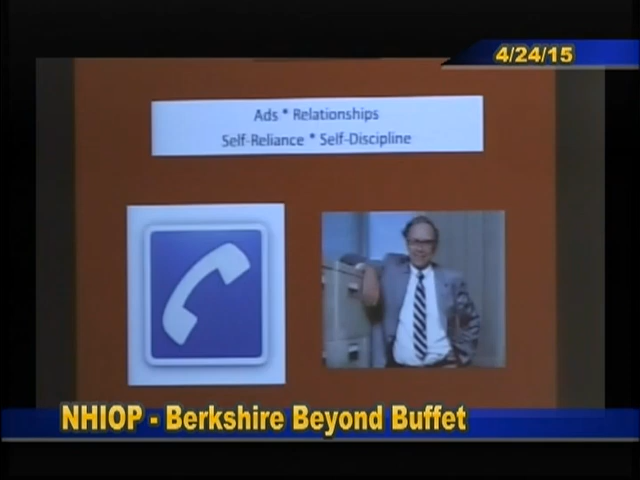 4/24/15
Ads * Relationships
Self-Reliance * Self-Discipline
NHIOP - Berkshire Beyond Buffet